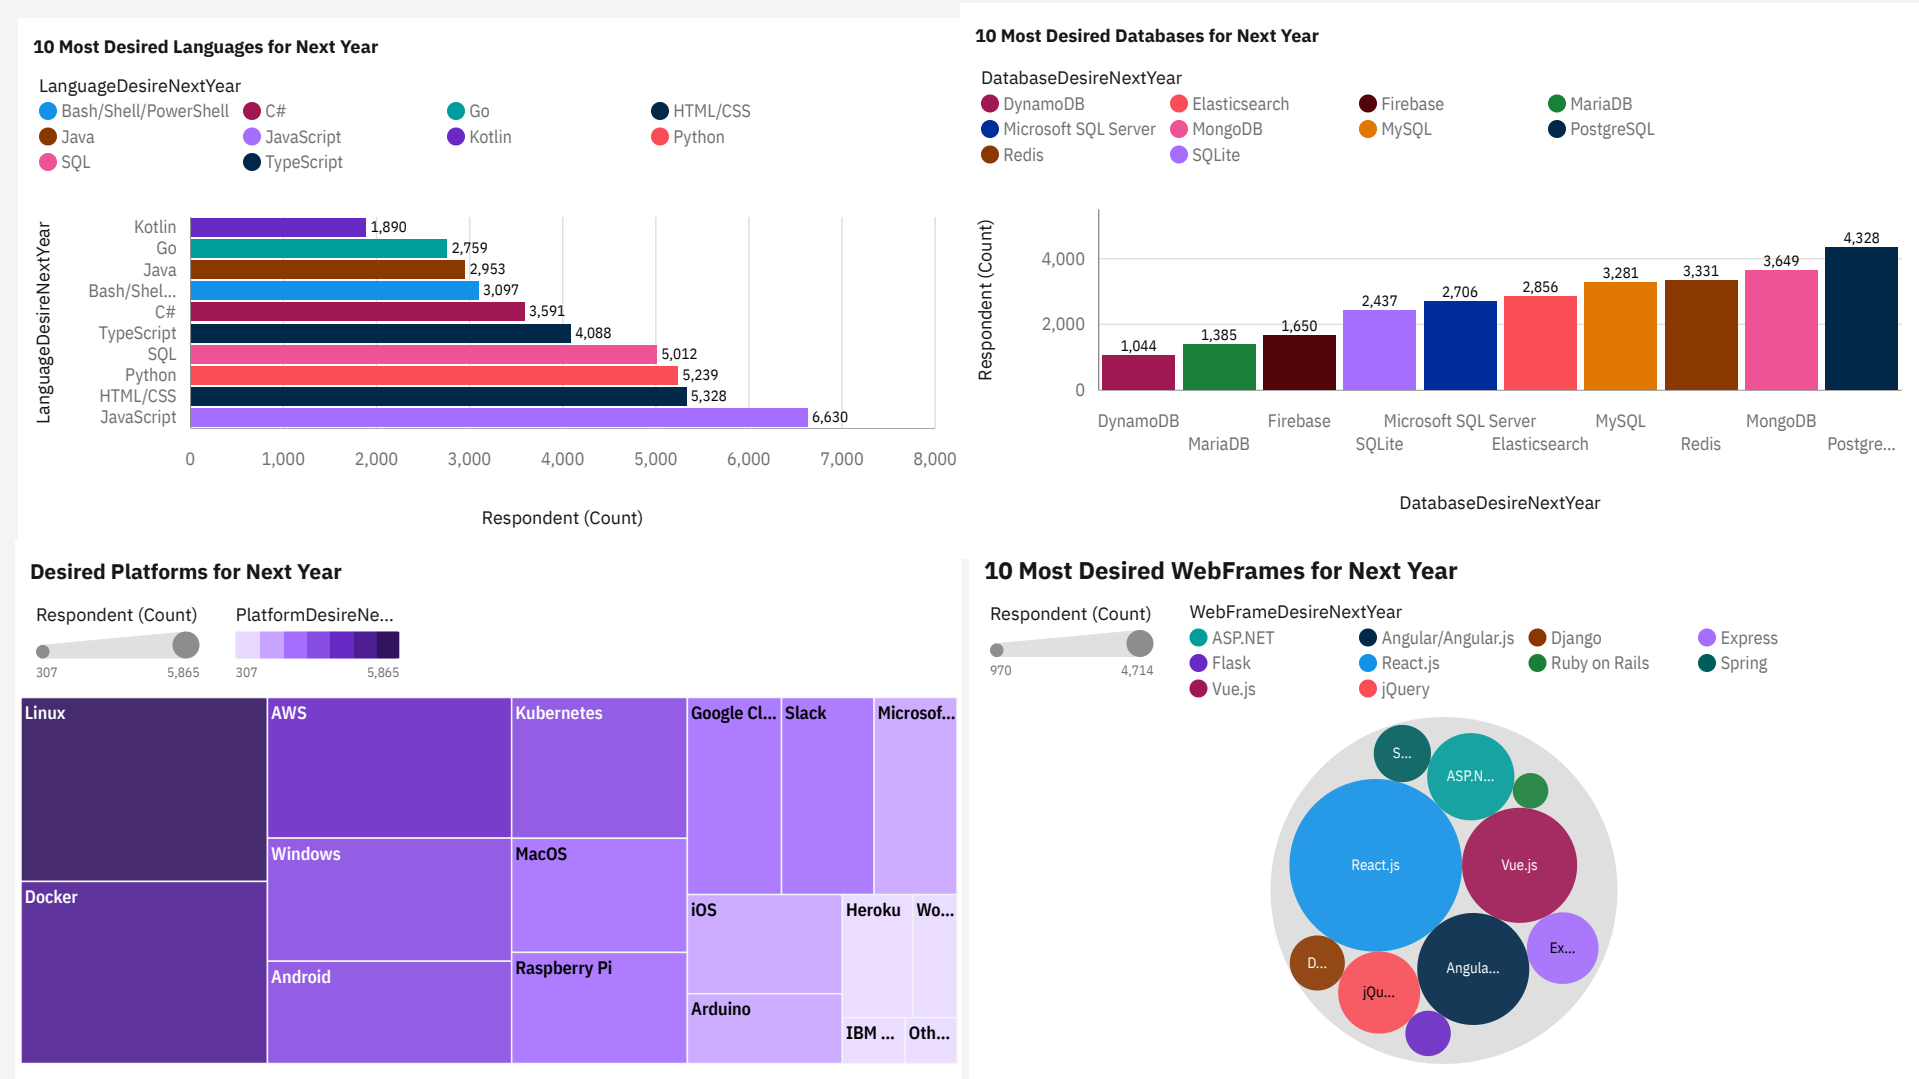 10 Most Desired Languages for Next Year
LanguageDesireNextYear
Bash/Shell/PowerShell C# Go HTML/CSS
Java JavaScript Kotlin Python
SQL TypeScript
LanguageDesireNextYear
Kotlin 1,890
Go 2,759
Java 2,953
Bash/Shel... 3,097
C# 3,591
TypeScript 4,088
SQL 5,012
Python 5,239
HTML/CSS 5,328
JavaScript 6,630
0 1,000 2,000 3,000 4,000 5,000 6,000 7,000 8,000
Respondent (Count)
10 Most Desired Databases for Next Year
DatabaseDesireNextYear
DynamoDB Elasticsearch Firebase MariaDB
Microsoft SQL Server MongoDB MySQL PostgreSQL
Redis SQLite
Respondent (Count)
4,000
2,000
0
1,044 1,385 1,650 2,437 2,706 2,856 3,281 3,331 3,649 4,328
DynamoDB Firebase Microsoft SQL Server MySQL MongoDB
MariaDB SQLite Elasticsearch Redis Postgre...
DatabaseDesireNextYear
Desired Platforms for Next Year
Respondent (Count) PlatformDesireNe...
307 5,865 307 5,865
Linux AWS Kubernetes Google Cl... Slack Microsof...
Windows MacOS
Docker iOS Heroku Wo...
Android Raspberry Pi
Arduino IBM ... Oth...
10 Most Desired WebFrames for Next Year
Respondent (Count) WebFrameDesireNextYear
970 4,714
ASP.NET Angular/Angular.js Django Express
Flask React.js Ruby on Rails Spring
Vue.js jQuery
S...
ASP.N...
React.js Vue.js
Ex...
D... Angula...
jQu...